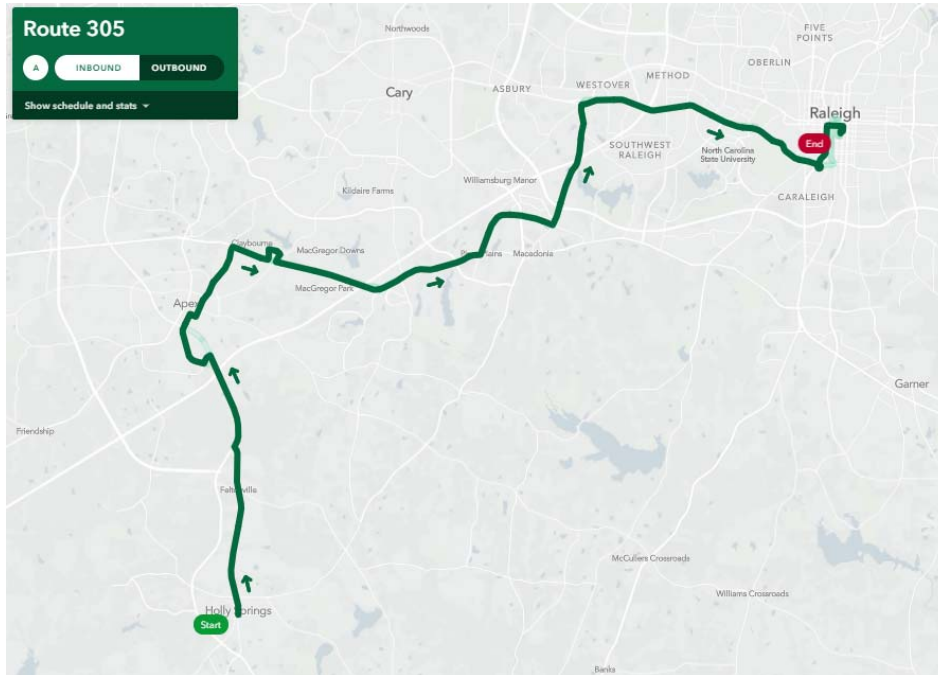 Route 305
A
INBOUND
OUTBOUND
Show schedule and stats
Northwoods
FIVE
POINTS
OBERLIN
METHOD
WESTOVER
ASBURY
Cary
Raleigh
End
North Carolina
State University
SOUTHWEST
RALEIGH
Williamsburg Manor
Kildaire Farms
CARALEIGH
Claybourne
MacGregor Downs
Macedonia
MacGregor Park
Apex
Garner
Friendship
McCullers Crossroads
Williams Crossroads
Holly Springs
Start
Banks